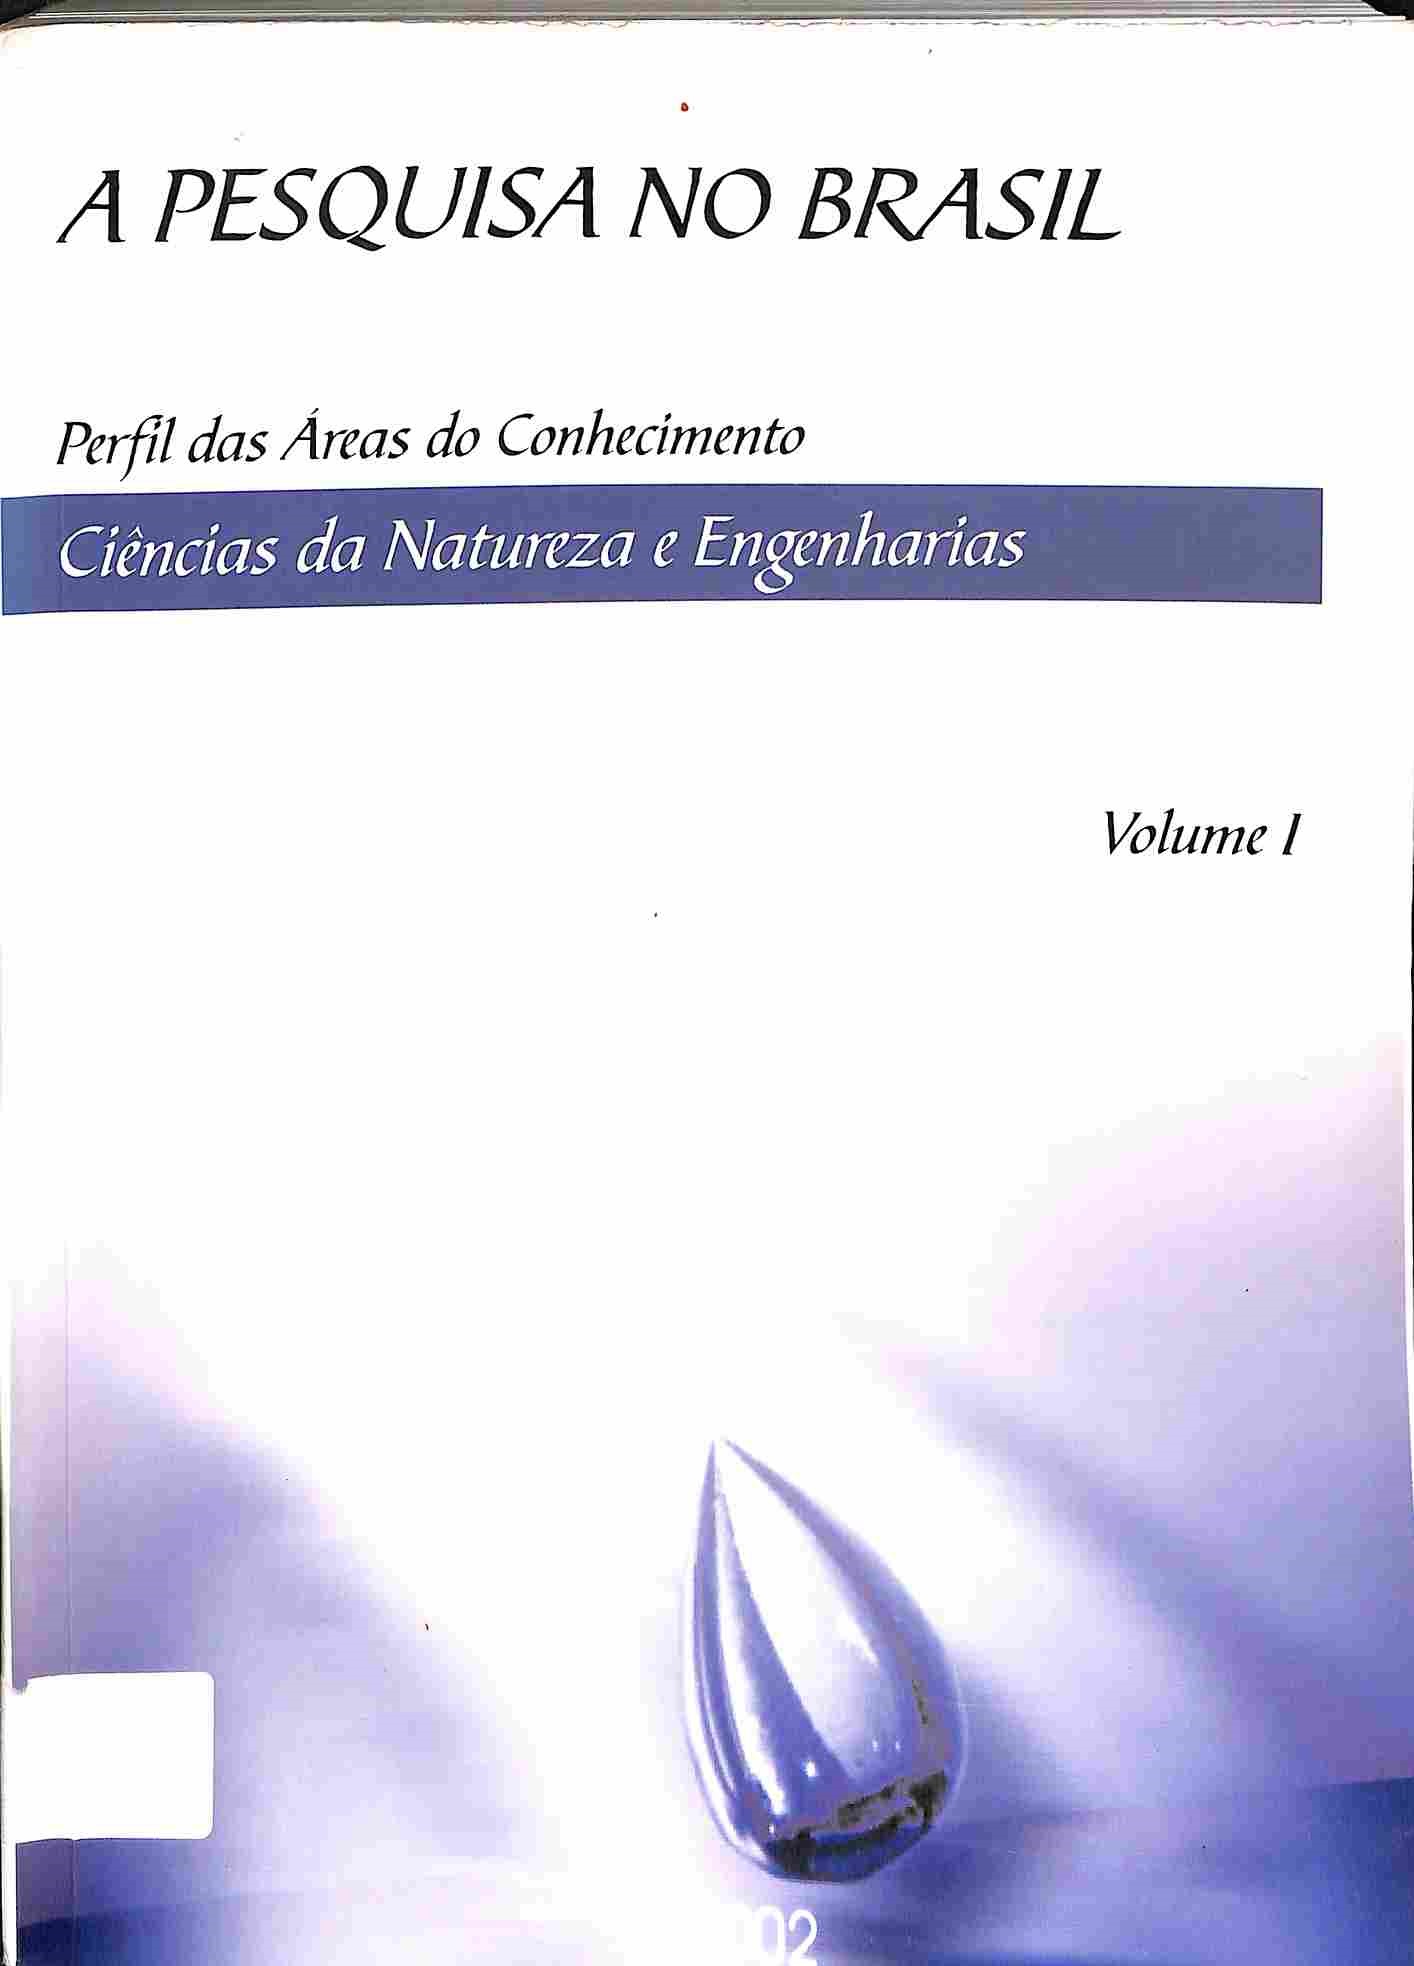 A PESQUISA NO BRASIL
Perfil das Áreas do Conhecimento
Ciências da Natureza e Engenharias
Volume I